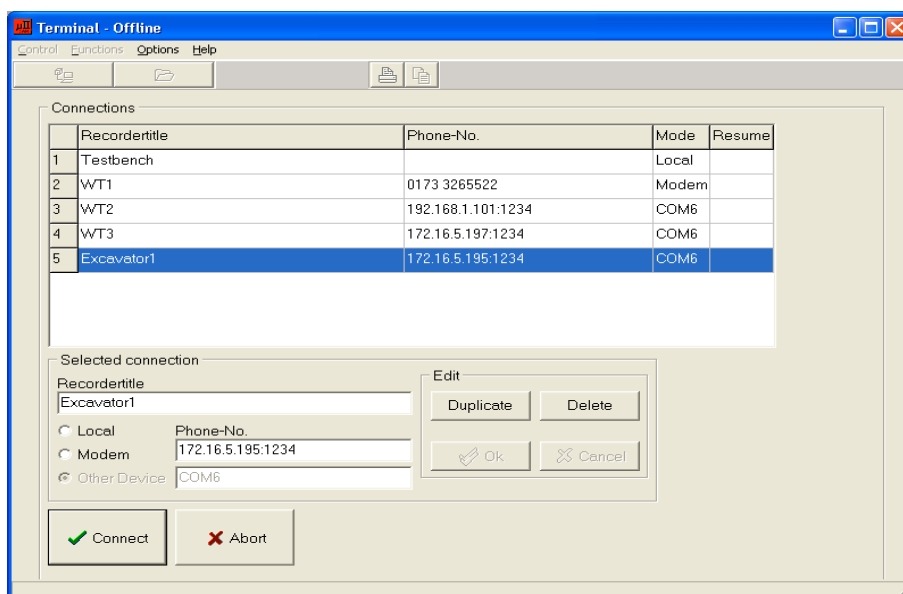 Terminal - Offline
Control Functions Options Help
Connections
Recordertitle Phone-No. Mode Resume
1 Testbench Local
2 WT1 0173 3265522 Modem
3 WT2 192.168.1.101:1234 COM6
4 WT3 172.16.5.197:1234 COM6
5 Excavator1 172.16.5.195:1234 COM6
Selected connection
Recordertitle
Excavator1
Local Phone-No.
Modem 172.16.5.195:1234
Other Device COM6
Edit
Duplicate Delete
Ok Cancel
Connect Abort